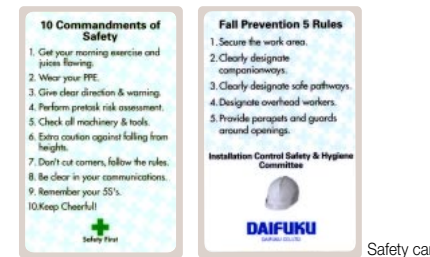 10 Commandments of
Safety
1. Get your morning exercise and
juices flowing.
2. Wear your PPE.
3. Give clear direction & warning.
4. Perform pretask risk assessment.
5. Check all machinery & tools.
6. Extra caution against falling from
heights.
7. Don't cut corners, follow the rules.
8. Be clear in your communications.
9. Remember your 5S's.
10.Keep Cheerful!
Safety First
Fall Prevention 5 Rules
1.Secure the work area.
2.Clearly designate
companionways.
3.Clearly designate safe pathways.
4.Designate overhead workers.
5.Provide parapets and guards
around openings.
Installation Control Safety & Hygiene
Committee
DAIFUKU
DAIFUKU CO.,LTD.
Safety car